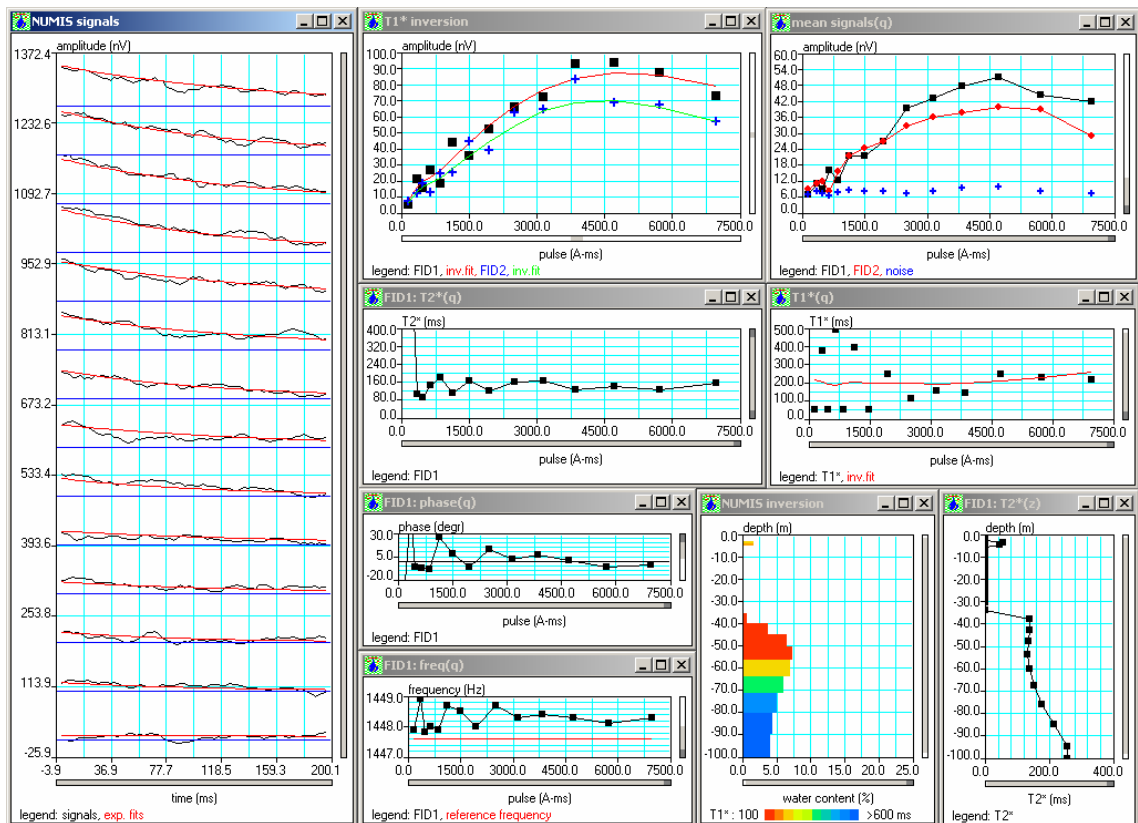 NUMIS signals
amplitude (nV)
1372.4
1232.6
1092.7
952.9
813.1
673.2
533.4
393.6
253.8
113.9
-25.9
-3.9 36.9 77.7 118.5 159.3 200.1
time (ms)
legend: signals, exp. fits
T1* inversion
amplitude (nV)
100.0
90.0
80.0
70.0
60.0
50.0
40.0
30.0
20.0
10.0
0.0
0.0 1500.0 3000.0 4500.0 6000.0 7500.0
pulse (A-ms)
legend: FID1, inv.fit, FID2, inv.fit
mean signals(q)
amplitude (nV)
60.0
54.0
48.0
42.0
36.0
30.0
24.0
18.0
12.0
6.0
0.0
0.0 1500.0 3000.0 4500.0 6000.0 7500.0
pulse (A-ms)
legend: FID1, FID2, noise
FID1: T2*(q)
T2* (ms)
400.0
320.0
240.0
160.0
80.0
0.0
0.0 1500.0 3000.0 4500.0 6000.0 7500.0
pulse (A-ms)
legend: FID1
T1*(q)
T1* (ms)
500.0
400.0
300.0
200.0
100.0
0.0
0.0 1500.0 3000.0 4500.0 6000.0 7500.0
pulse (A-ms)
legend: T1*, inv.fit
FID1: phase(q)
phase (degr)
30.0
5.0
-20.0
0.0 1500.0 3000.0 4500.0 6000.0 7500.0
pulse (A-ms)
legend: FID1
FID1: freq(q)
frequency (Hz)
1449.0
1448.0
1447.0
0.0 1500.0 3000.0 4500.0 6000.0 7500.0
pulse (A-ms)
legend: FID1, reference frequency
NUMIS inversion
depth (m)
0.0
-10.0
-20.0
-30.0
-40.0
-50.0
-60.0
-70.0
-80.0
-90.0
-100.0
0.0 5.0 10.0 15.0 20.0 25.0
water content (%)
T1* : 100 >600 ms
FID1: T2*(z)
depth (m)
0.0
-10.0
-20.0
-30.0
-40.0
-50.0
-60.0
-70.0
-80.0
-90.0
-100.0
0.0 200.0 400.0
T2* (ms)
legend: T2*